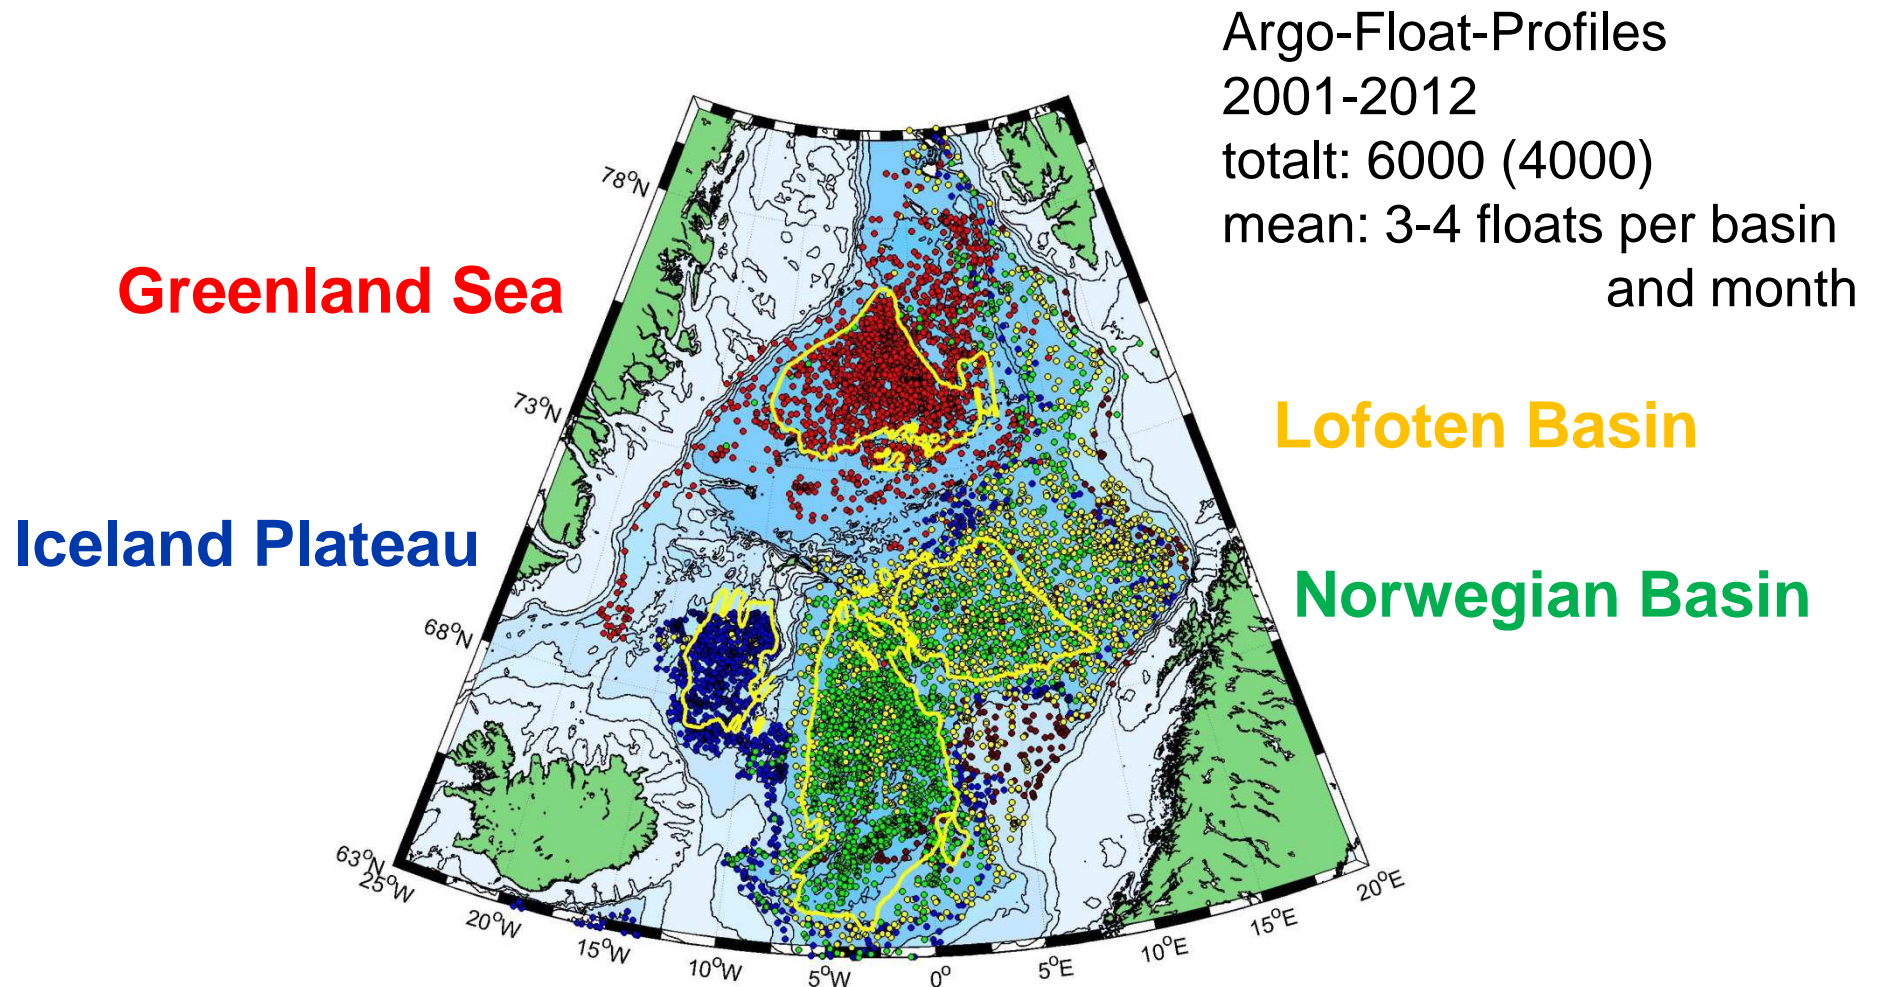 Argo-Float-Profiles
2001-2012
totalt: 6000 (4000)
mean: 3-4 floats per basin
and month
Greenland Sea
Lofoten Basin
Iceland Plateau
Norwegian Basin
78°N
73°N
68°N
63°N
25°W
20°W
15°W
10°W
5°W
0°
5°E
10°E
15°E
20°E